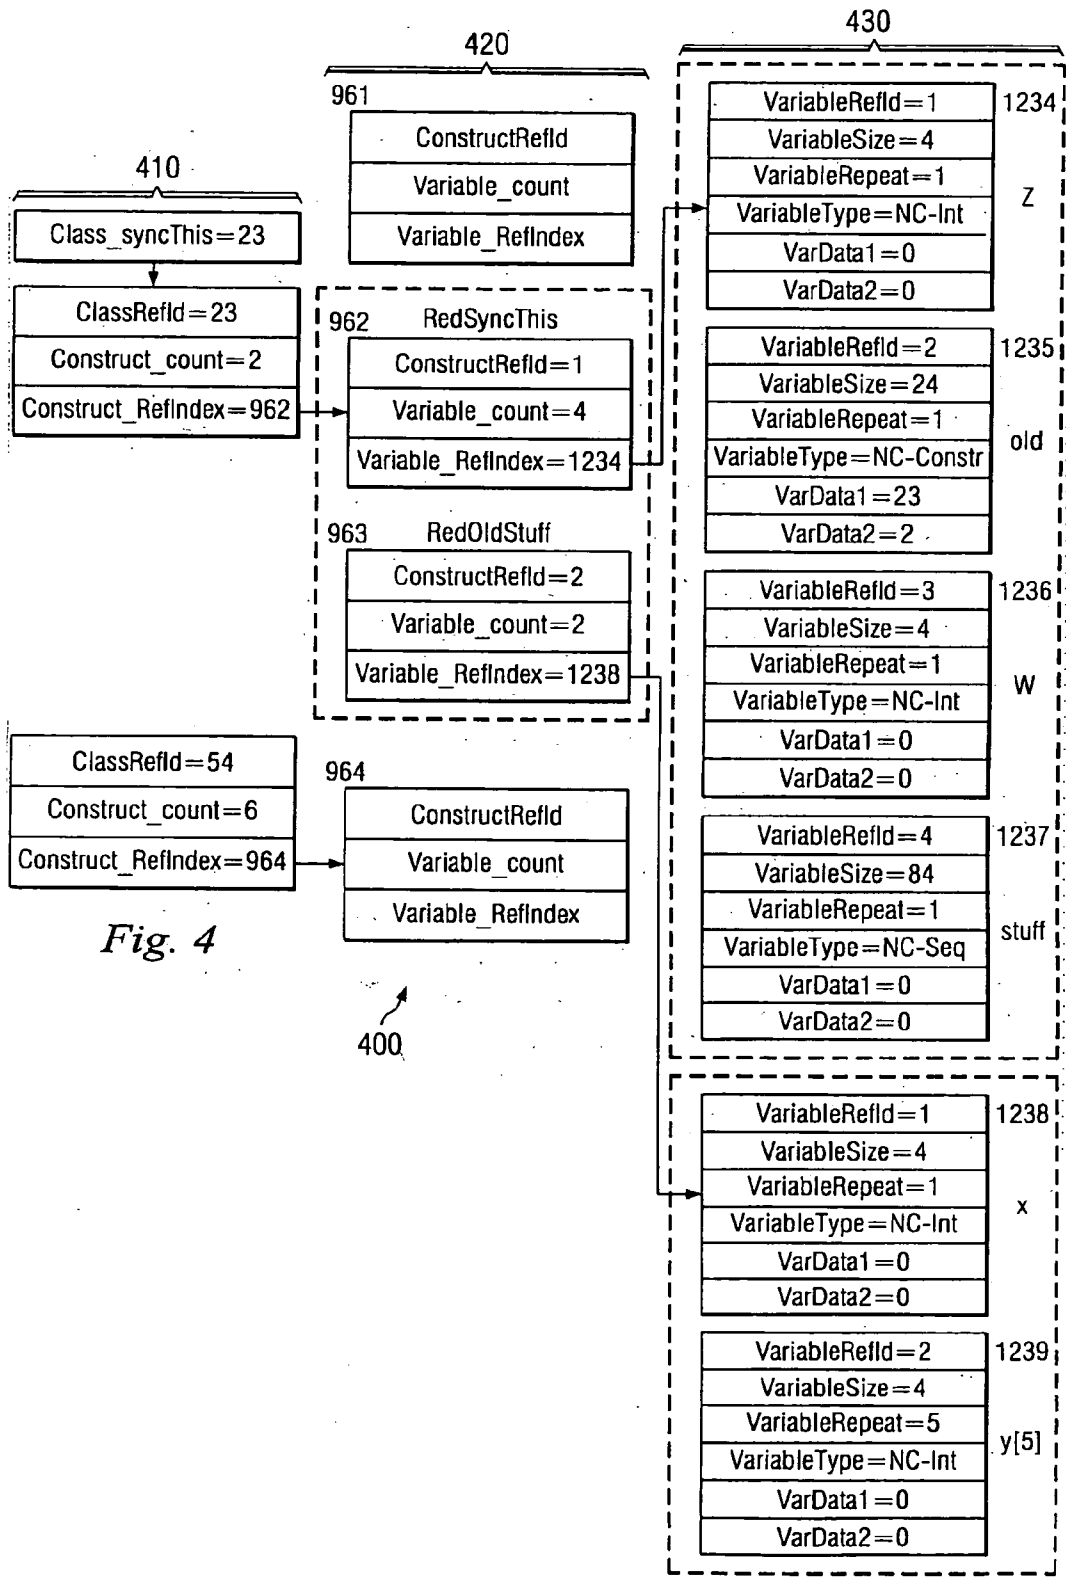 410
Class_syncThis=23
ClassRefId=23
Construct_count=2
Construct_RefIndex=962
ClassRefId=54
Construct_count=6
Construct_RefIndex=964
Fig. 4
420
961
ConstructRefId
Variable_count
Variable_RefIndex
962
RedSyncThis
ConstructRefId=1
Variable_count=4
Variable_RefIndex=1234
963
RedOldStuff
ConstructRefId=2
Variable_count=2
Variable_RefIndex=1238
964
ConstructRefId
Variable_count
Variable_RefIndex
400
430
VariableRefId=1
1234
VariableSize=4
VariableRepeat=1
Z
VariableType=NC-Int
VarData1=0
VarData2=0
VariableRefId=2
1235
VariableSize=24
VariableRepeat=1
old
VariableType=NC-Constr
VarData1=23
VarData2=2
VariableRefId=3
1236
VariableSize=4
VariableRepeat=1
W
VariableType=NC-Int
VarData1=0
VarData2=0
VariableRefId=4
1237
VariableSize=84
VariableRepeat=1
stuff
VariableType=NC-Seq
VarData1=0
VarData2=0
VariableRefId=1
1238
VariableSize=4
VariableRepeat=1
x
VariableType=NC-Int
VarData1=0
VarData2=0
VariableRefId=2
1239
VariableSize=4
VariableRepeat=5
y[5]
VariableType=NC-Int
VarData1=0
VarData2=0